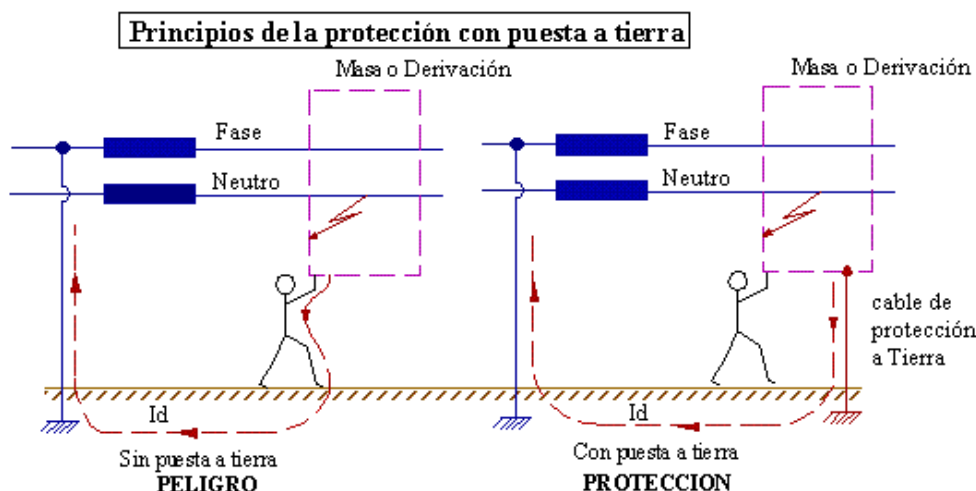 Principios de la protección con puesta a tierra
Masa o Derivación
Fase
Neutro
Id
Sin puesta a tierra
PELIGRO
Masa o Derivación
Fase
Neutro
cable de
protección
a Tierra
Id
Con puesta a tierra
PROTECCION